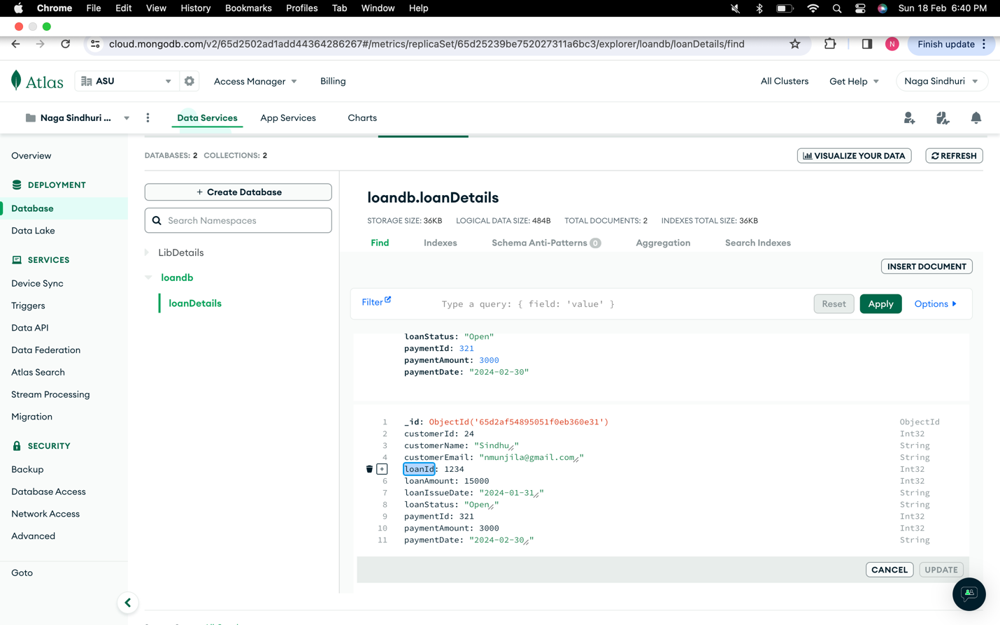 Chrome File Edit View History Bookmarks Profiles Tab Window Help Sun 18 Feb 6:40 PM
cloud.mongodb.com/v2/65d2502ad1add44364286267#/metrics/replicaSet/65d25239be752027311a6bc3/explorer/loandb/loanDetails/find N Finish update
Atlas ASU Access Manager Billing All Clusters Get Help Naga Sindhuri
Naga Sindhuri ... Data Services App Services Charts
Overview
DEPLOYMENT
Database
Data Lake
SERVICES
Device Sync
Triggers
Data API
Data Federation
Atlas Search
Stream Processing
Migration
SECURITY
Backup
Database Access
Network Access
Advanced
Goto
DATABASES: 2 COLLECTIONS: 2
VISUALIZE YOUR DATA REFRESH
+ Create Database
Search Namespaces
LibDetails
loandb
loanDetails
loandb.loanDetails
STORAGE SIZE: 36KB LOGICAL DATA SIZE: 484B TOTAL DOCUMENTS: 2 INDEXES TOTAL SIZE: 36KB
Find Indexes Schema Anti-Patterns 0 Aggregation Search Indexes
INSERT DOCUMENT
Filter Type a query: { field: 'value' } Reset Apply Options
loanStatus: "Open"
paymentId: 321
paymentAmount: 3000
paymentDate: "2024-02-30"
1 _id: ObjectId('65d2af54895051f0eb360e31') ObjectId
2 customerId: 24 Int32
3 customerName: "Sindhu" String
4 customerEmail: "nmunjila@gmail.com" String
+ loanId: 1234 Int32
6 loanAmount: 15000 Int32
7 loanIssueDate: "2024-01-31" String
8 loanStatus: "Open" String
9 paymentId: 321 Int32
10 paymentAmount: 3000 Int32
11 paymentDate: "2024-02-30" String
CANCEL UPDATE